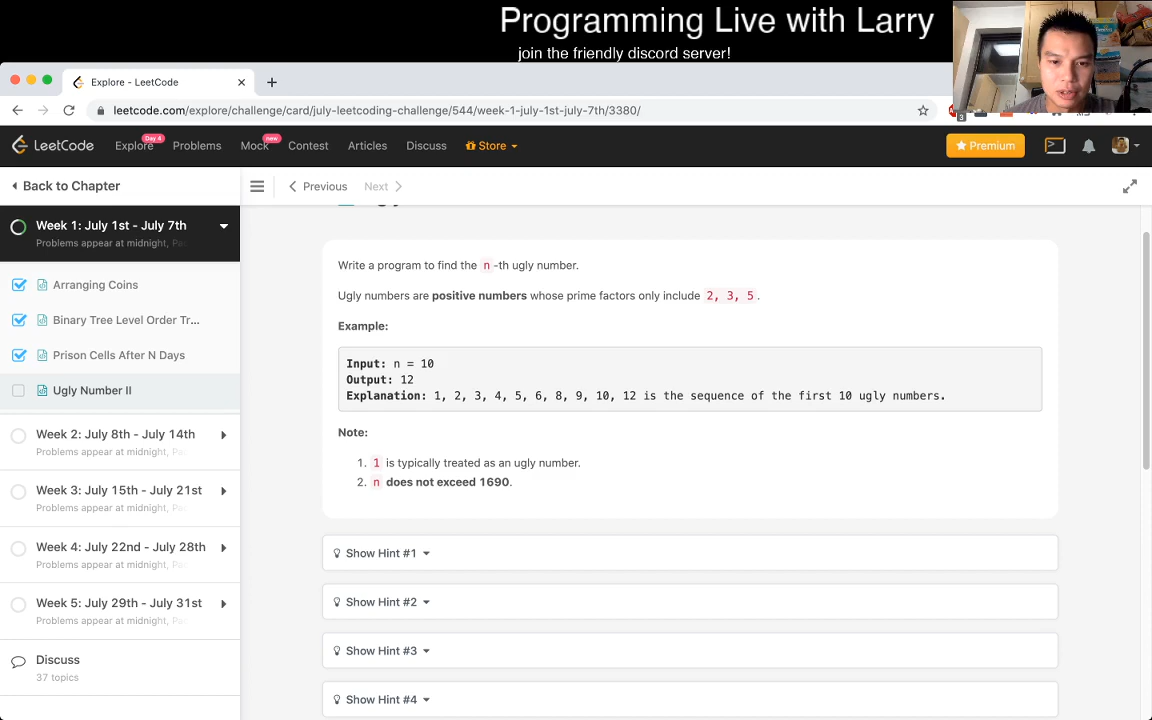 Programming Live with Larry
join the friendly discord server!
Explore - LeetCode
leetcode.com/explore/challenge/card/july-leetcoding-challenge/544/week-1-july-1st-july-7th/3380/
3
LeetCode
Explore
Day 4
Problems
Mock
new
Contest
Articles
Discuss
Store
Premium
Back to Chapter
Previous
Next
Week 1: July 1st - July 7th
Problems appear at midnight, Pa
Arranging Coins
Binary Tree Level Order Tr...
Prison Cells After N Days
Ugly Number II
Week 2: July 8th - July 14th
Problems appear at midnight, Pa
Week 3: July 15th - July 21st
Problems appear at midnight, Pa
Week 4: July 22nd - July 28th
Problems appear at midnight, Pa
Week 5: July 29th - July 31st
Problems appear at midnight, Pa
Discuss
37 topics
Write a program to find the n-th ugly number.
Ugly numbers are positive numbers whose prime factors only include 2, 3, 5.
Example:
Input: n = 10
Output: 12
Explanation: 1, 2, 3, 4, 5, 6, 8, 9, 10, 12 is the sequence of the first 10 ugly numbers.
Note:
1. 1 is typically treated as an ugly number.
2. n does not exceed 1690.
Show Hint #1
Show Hint #2
Show Hint #3
Show Hint #4